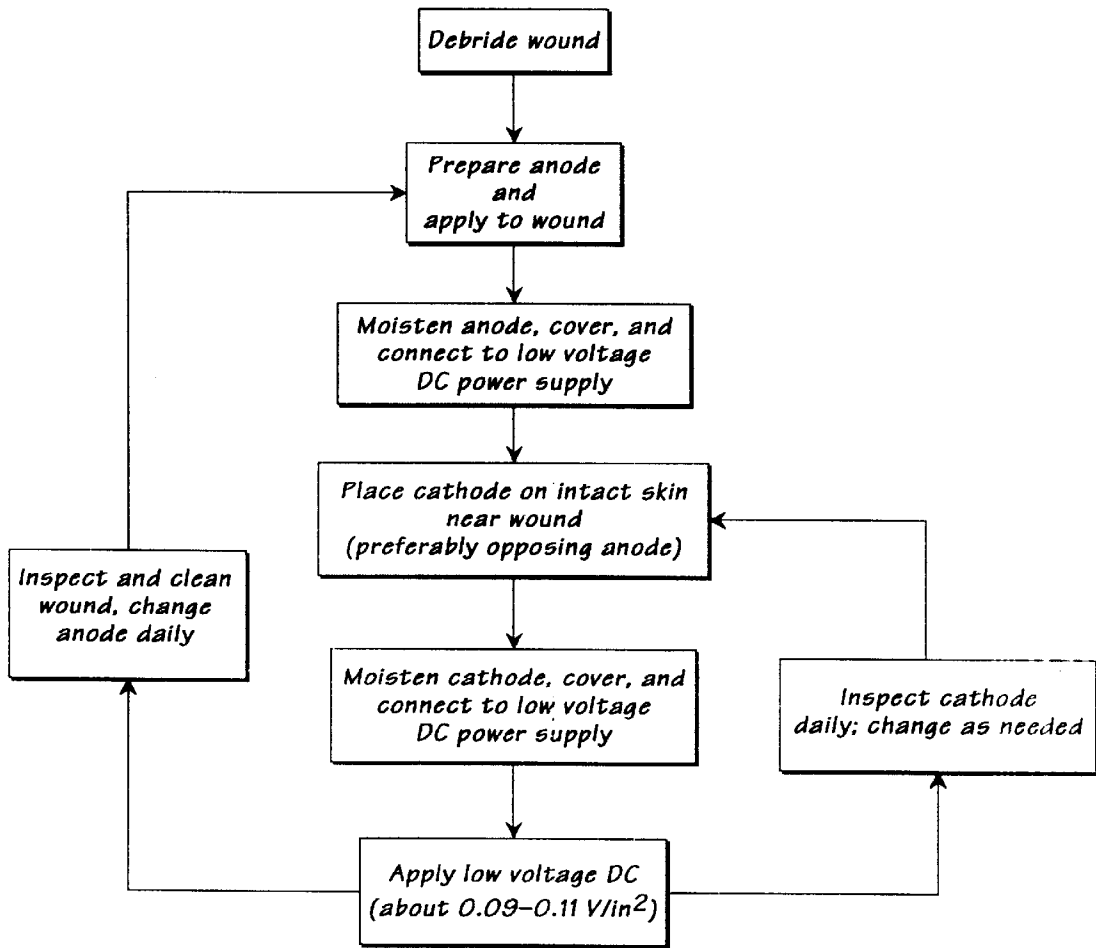 Debride wound
Prepare anode
and
apply to wound
Moisten anode, cover, and
connect to low voltage
DC power supply
Place cathode on intact skin
near wound
(preferably opposing anode)
Inspect and clean
wound, change
anode daily
Moisten cathode, cover, and
connect to low voltage
DC power supply
Inspect cathode
daily; change as needed
Apply low voltage DC
(about 0.09–0.11 V/in²)